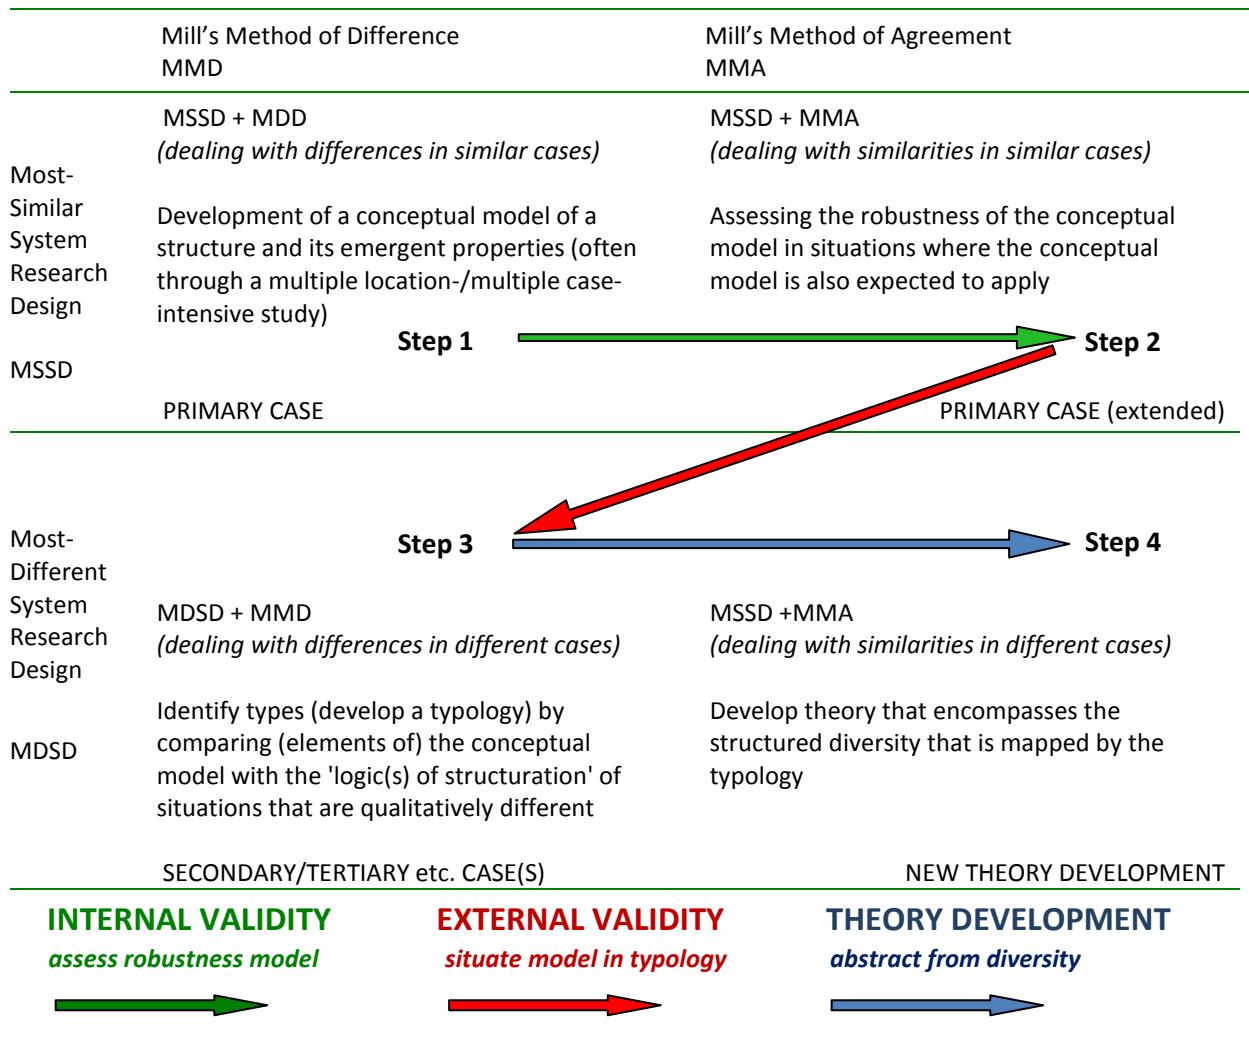 Mill's Method of Difference
MMD
Mill's Method of Agreement
MMA
Most-
Similar
System
Research
Design
MSSD
MSSD + MDD
(dealing with differences in similar cases)
Development of a conceptual model of a
structure and its emergent properties (often
through a multiple location-/multiple case-
intensive study)
Step 1
PRIMARY CASE
MSSD + MMA
(dealing with similarities in similar cases)
Assessing the robustness of the conceptual
model in situations where the conceptual
model is also expected to apply
Step 2
PRIMARY CASE (extended)
Most-
Different
System
Research
Design
MDSD
Step 3
MDSD + MMD
(dealing with differences in different cases)
Identify types (develop a typology) by
comparing (elements of) the conceptual
model with the 'logic(s) of structuration' of
situations that are qualitatively different
SECONDARY/TERTIARY etc. CASE(S)
Step 4
MSSD +MMA
(dealing with similarities in different cases)
Develop theory that encompasses the
structured diversity that is mapped by the
typology
NEW THEORY DEVELOPMENT
INTERNAL VALIDITY
assess robustness model
EXTERNAL VALIDITY
situate model in typology
THEORY DEVELOPMENT
abstract from diversity